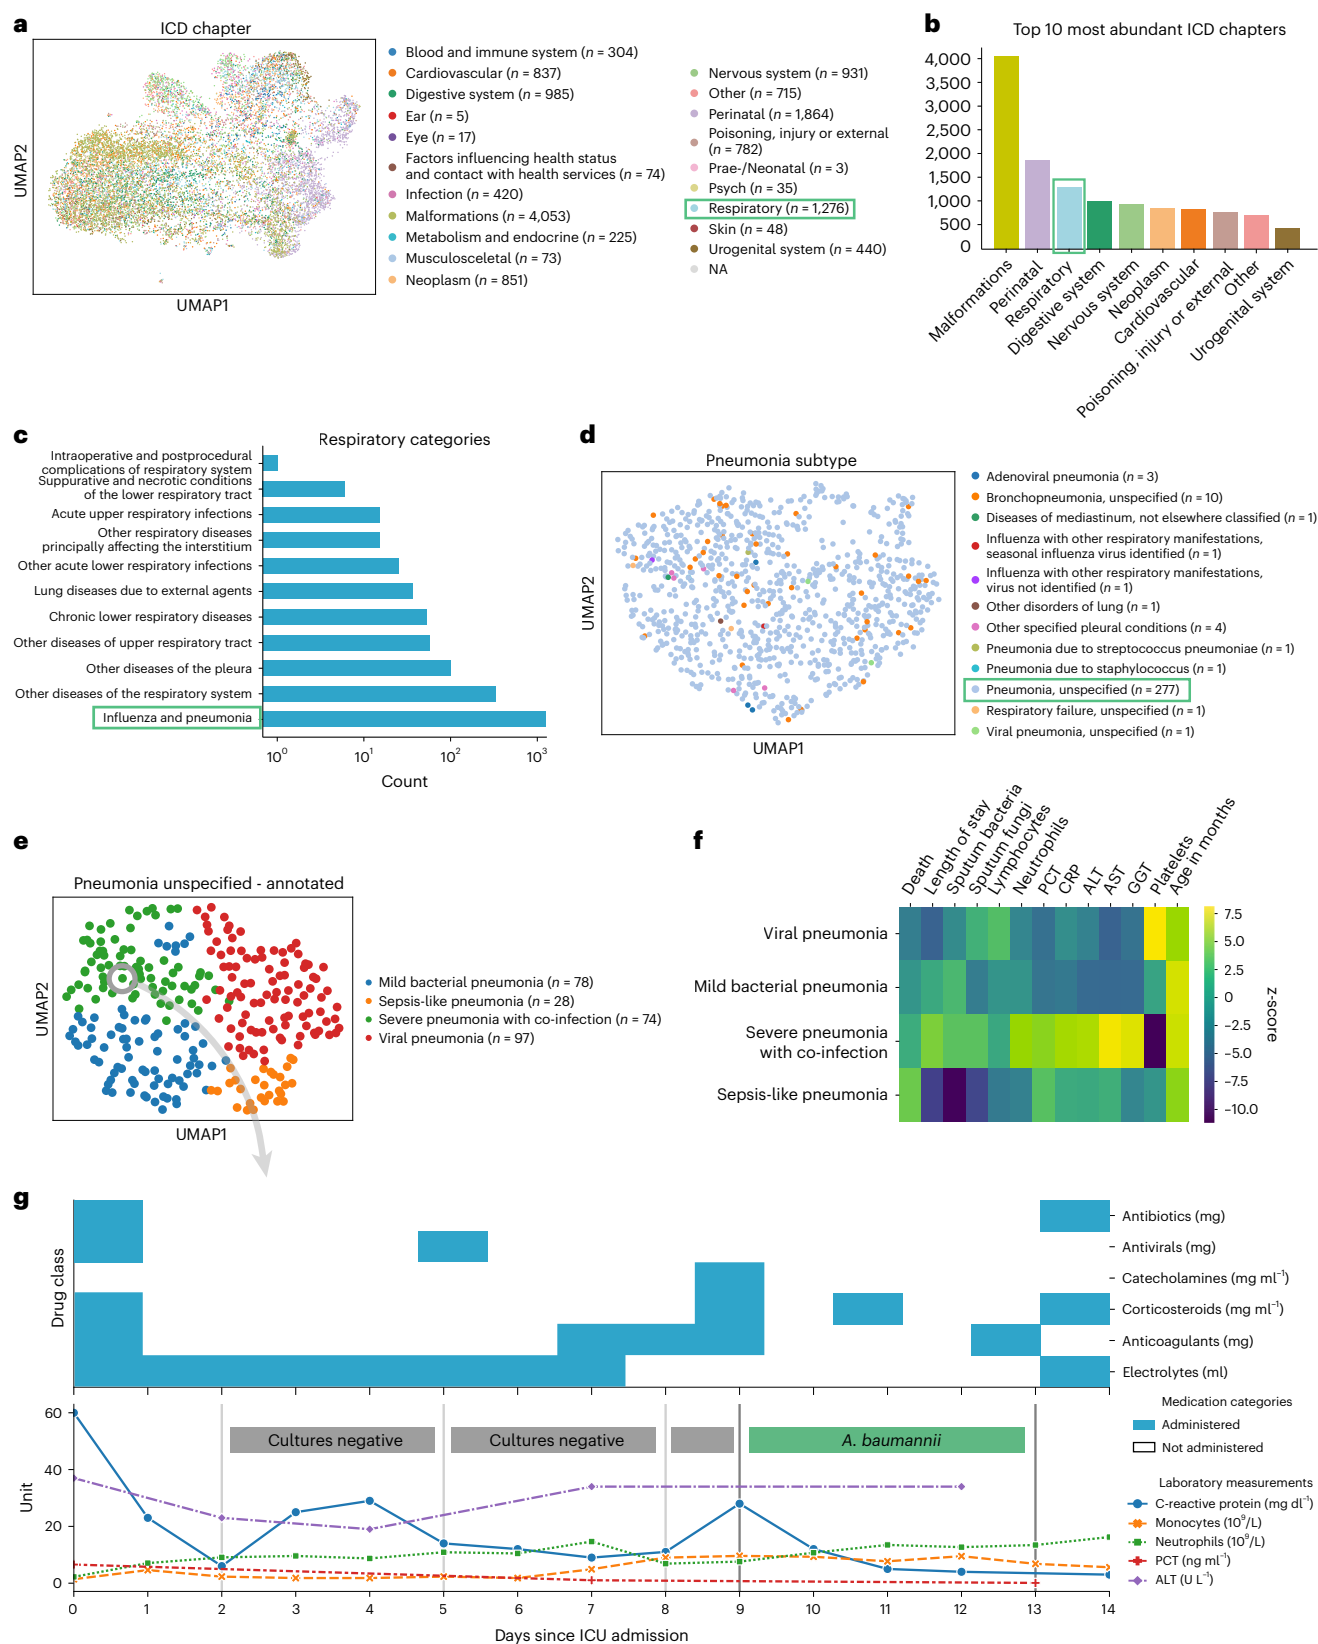 a
ICD chapter
UMAP2
UMAP1
Blood and immune system (n = 304)
Cardiovascular (n = 837)
Digestive system (n = 985)
Ear (n = 5)
Eye (n = 17)
Factors influencing health status
and contact with health services (n = 74)
Infection (n = 420)
Malformations (n = 4,053)
Metabolism and endocrine (n = 225)
Musculosceletal (n = 73)
Neoplasm (n = 851)
Nervous system (n = 931)
Other (n = 715)
Perinatal (n = 1,864)
Poisoning, injury or external
(n = 782)
Prae-/Neonatal (n = 3)
Psych (n = 35)
Respiratory (n = 1,276)
Skin (n = 48)
Urogenital system (n = 440)
NA
b
Top 10 most abundant ICD chapters
4,000
3,500
3,000
2,500
2,000
1,500
1,000
500
0
Malformations
Perinatal
Respiratory
Digestive system
Nervous system
Neoplasm
Cardiovascular
Poisoning, injury or external
Other
Urogenital system
c
Respiratory categories
Intraoperative and postprocedural
complications of respiratory system
Suppurative and necrotic conditions
of the lower respiratory tract
Acute upper respiratory infections
Other respiratory diseases
principally affecting the interstitium
Other acute lower respiratory infections
Lung diseases due to external agents
Chronic lower respiratory diseases
Other diseases of upper respiratory tract
Other diseases of the pleura
Other diseases of the respiratory system
Influenza and pneumonia
10⁰ 10¹ 10² 10³
Count
d
Pneumonia subtype
UMAP2
UMAP1
Adenoviral pneumonia (n = 3)
Bronchopneumonia, unspecified (n = 10)
Diseases of mediastinum, not elsewhere classified (n = 1)
Influenza with other respiratory manifestations,
seasonal influenza virus identified (n = 1)
Influenza with other respiratory manifestations,
virus not identified (n = 1)
Other disorders of lung (n = 1)
Other specified pleural conditions (n = 4)
Pneumonia due to streptococcus pneumoniae (n = 1)
Pneumonia due to staphylococcus (n = 1)
Pneumonia, unspecified (n = 277)
Respiratory failure, unspecified (n = 1)
Viral pneumonia, unspecified (n = 1)
e
Pneumonia unspecified - annotated
UMAP2
UMAP1
Mild bacterial pneumonia (n = 78)
Sepsis-like pneumonia (n = 28)
Severe pneumonia with co-infection (n = 74)
Viral pneumonia (n = 97)
f
Death
Length of stay
Sputum bacteria
Sputum fungi
Lymphocytes
Neutrophils
PCT
CRP
ALT
AST
GGT
Platelets
Age in months
Viral pneumonia
Mild bacterial pneumonia
Severe pneumonia
with co-infection
Sepsis-like pneumonia
7.5
5.0
2.5
0
−2.5
−5.0
−7.5
−10.0
z-score
g
Drug class
Antibiotics (mg)
Antivirals (mg)
Catecholamines (mg ml⁻¹)
Corticosteroids (mg ml⁻¹)
Anticoagulants (mg)
Electrolytes (ml)
Medication categories
Administered
Not administered
60
40
20
0
Unit
Cultures negative
Cultures negative
A. baumannii
Laboratory measurements
C-reactive protein (mg dl⁻¹)
Monocytes (10⁹/L)
Neutrophils (10⁹/L)
PCT (ng ml⁻¹)
ALT (U L⁻¹)
0 1 2 3 4 5 6 7 8 9 10 11 12 13 14
Days since ICU admission